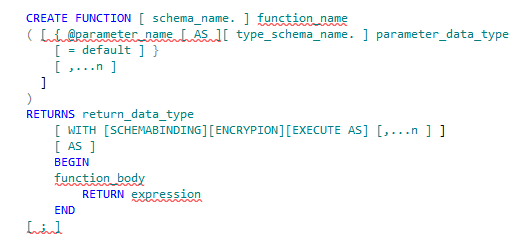 CREATE FUNCTION [ schema_name. ] function_name
( [ { @parameter_name [ AS ][ type_schema_name. ] parameter_data_type
[ = default ] }
[ ,...n ]
]
)
RETURNS return_data_type
[ WITH [SCHEMABINDING][ENCRYPION][EXECUTE AS] [,...n ] ]
[ AS ]
BEGIN
function_body
RETURN expression
END
[ ; ]